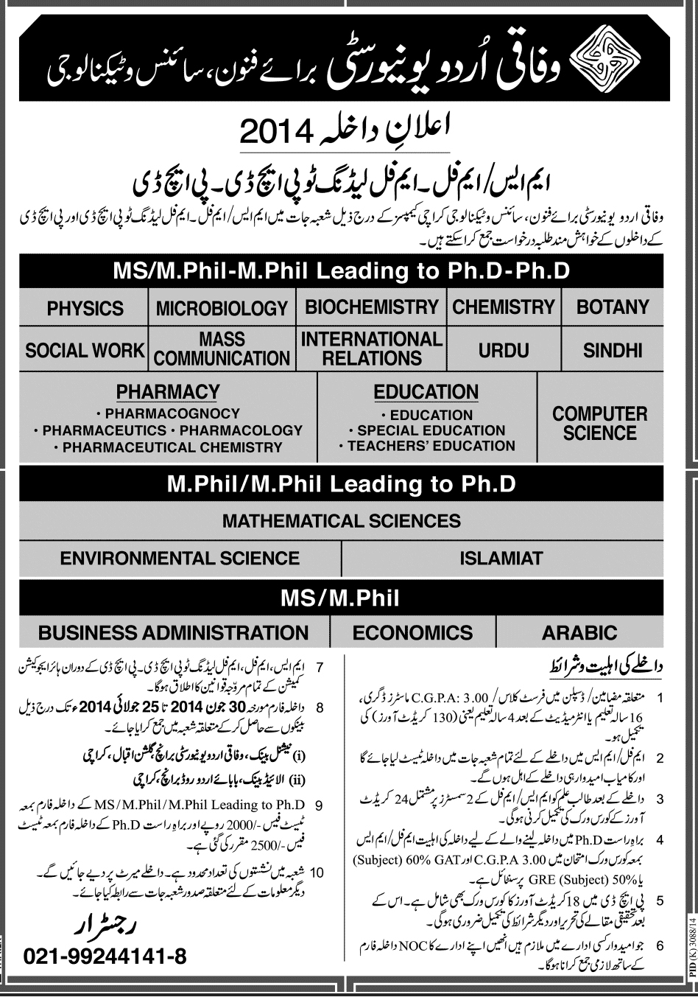 وفاقی اُردو یونیورسٹی برائے فنون، سائنس و ٹیکنالوجی
اعلانِ داخلہ 2014
ایم ایس/ایم فل۔ ایم فل لیڈنگ ٹو پی ایچ ڈی۔ پی ایچ ڈی
وفاقی اردو یونیورسٹی برائے فنون، سائنس و ٹیکنالوجی کراچی کیمپسز کے درج ذیل شعبہ جات میں ایم ایس/ایم فل۔ ایم فل لیڈنگ ٹو پی ایچ ڈی اور پی ایچ ڈی
کے داخلوں کے خواہش مند طلبہ درخواست جمع کراسکتے ہیں۔
MS/M.Phil-M.Phil Leading to Ph.D-Ph.D
PHYSICS MICROBIOLOGY BIOCHEMISTRY CHEMISTRY BOTANY
SOCIAL WORK MASS COMMUNICATION INTERNATIONAL RELATIONS URDU SINDHI
PHARMACY
• PHARMACOGNOCY
• PHARMACEUTICS • PHARMACOLOGY
• PHARMACEUTICAL CHEMISTRY
EDUCATION
• EDUCATION
• SPECIAL EDUCATION
• TEACHERS' EDUCATION
COMPUTER
SCIENCE
M.Phil/M.Phil Leading to Ph.D
MATHEMATICAL SCIENCES
ENVIRONMENTAL SCIENCE ISLAMIAT
MS/M.Phil
BUSINESS ADMINISTRATION ECONOMICS ARABIC
داخلے کی اہلیت و شرائط
1 متعلقہ مضامین/ ڈسپلن میں فرسٹ کلاس/ C.G.P.A: 3.00 ماسٹرز ڈگری،
16 سالہ تعلیم یا انٹرمیڈیٹ کے بعد 4 سالہ تعلیم یعنی (130 کریڈٹ آورز) کی
تکمیل ہو۔
2 ایم فل/ ایم ایس میں داخلے کے لئے تمام شعبہ جات میں داخلہ ٹیسٹ لیا جائے گا
اور کامیاب امیدوار ہی داخلے کے اہل ہوں گے۔
3 داخلے کے بعد طالب علم کو ایم ایس/ ایم فل کے 2 سمسٹرز پر مشتمل 24 کریڈٹ
آورز کے کورس ورک کی تکمیل کرنی ہوگی۔
4 براہِ راست Ph.D میں داخلہ لینے والے کے لیے داخلہ کی اہلیت ایم فل/ ایم ایس
بمعہ کورس ورک امتحان میں C.G.P.A 3.00 اور GAT (Subject) 60%
یا GRE (Subject) 50% پرسنٹائل ہے۔
5 پی ایچ ڈی میں 18 کریڈٹ آورز کا کورس ورک بھی شامل ہے۔ اس کے
بعد تحقیقی مقالے کی تحریر اور دیگر شرائط کی تکمیل ضروری ہوگی۔
6 جو امیدوار کسی ادارے میں ملازم ہیں انھیں اپنے ادارے کا NOC داخلہ فارم
کے ساتھ لازمی جمع کرانا ہوگا۔
7 ایم ایس، ایم فل، ایم فل لیڈنگ ٹو پی ایچ ڈی۔ پی ایچ ڈی کے دوران ہائر ایجوکیشن
کمیشن کے تمام مروّجہ قوانین کا اطلاق ہوگا۔
8 داخلہ فارم مورخہ 30 جون 2014 تا 25 جولائی 2014ء تک درج ذیل
بینکوں سے حاصل کرکے متعلقہ شعبہ میں جمع کرایا جائے۔
(i) نیشنل بینک، وفاقی اردو یونیورسٹی برانچ، گلشن اقبال، کراچی
(ii) الائیڈ بینک، بابائے اردو روڈ برانچ، کراچی
9 MS/M.Phil/M.Phil Leading to Ph.D کے داخلہ فارم بمعہ
ٹیسٹ فیس -/2000 روپے اور براہِ راست Ph.D کے داخلہ فارم بمعہ ٹیسٹ
فیس -/2500 مقرر کی گئی ہے۔
10 شعبہ میں نشستوں کی تعداد محدود ہے۔ داخلے میرٹ پر دیے جائیں گے۔
دیگر معلومات کے لئے متعلقہ صدور شعبہ جات سے رابطہ کیا جائے۔
رجسٹرار
021-99244141-8
PID (K) 3088/14